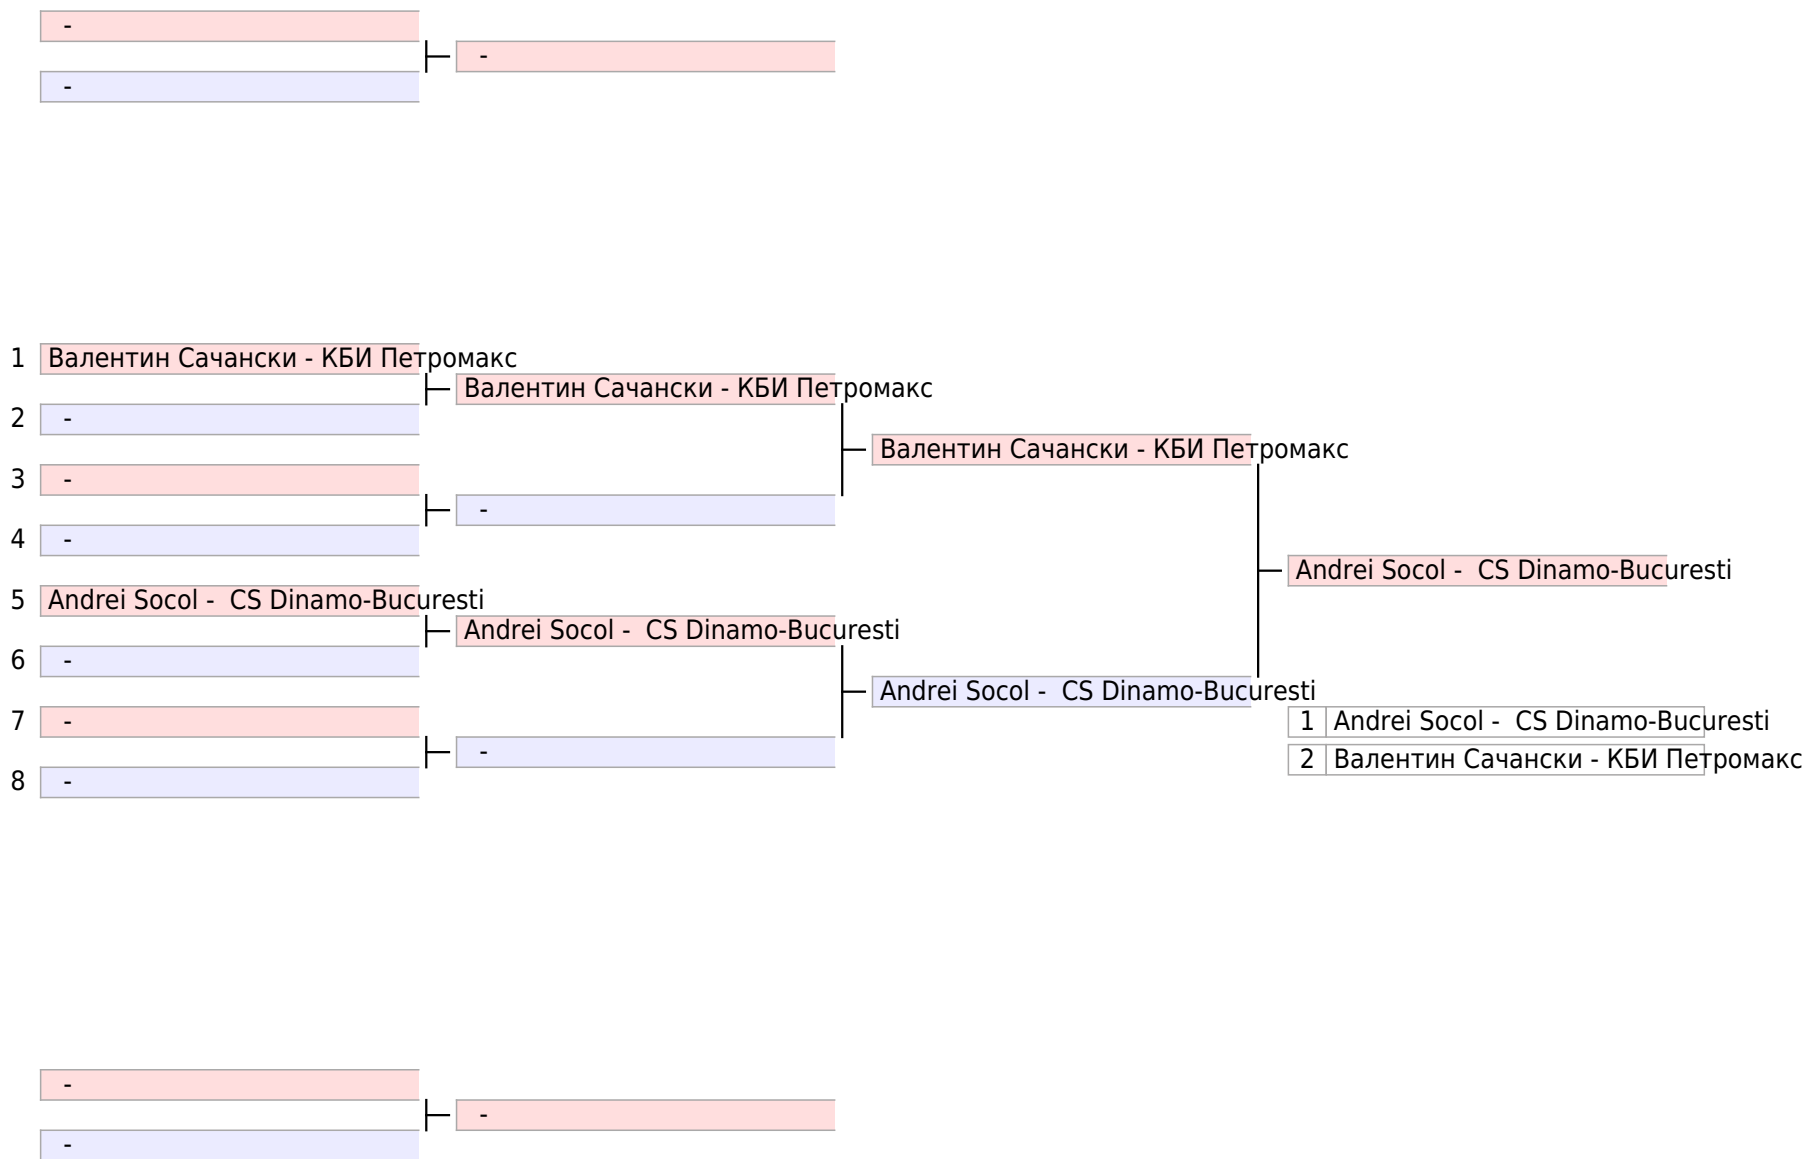 -
-
-
1 Валентин Сачански - КБИ Петромакс
Валентин Сачански - КБИ Петромакс
2 -
Валентин Сачански - КБИ Петромакс
3 -
-
4 -
Andrei Socol - CS Dinamo-Bucuresti
5 Andrei Socol - CS Dinamo-Bucuresti
Andrei Socol - CS Dinamo-Bucuresti
6 -
Andrei Socol - CS Dinamo-Bucuresti
7 -
1 Andrei Socol - CS Dinamo-Bucuresti
-
2 Валентин Сачански - КБИ Петромакс
8 -
-
-
-